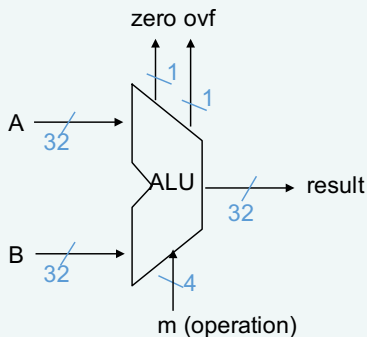 zero ovf
1
1
A
32
ALU
result
32
B
32
4
m (operation)